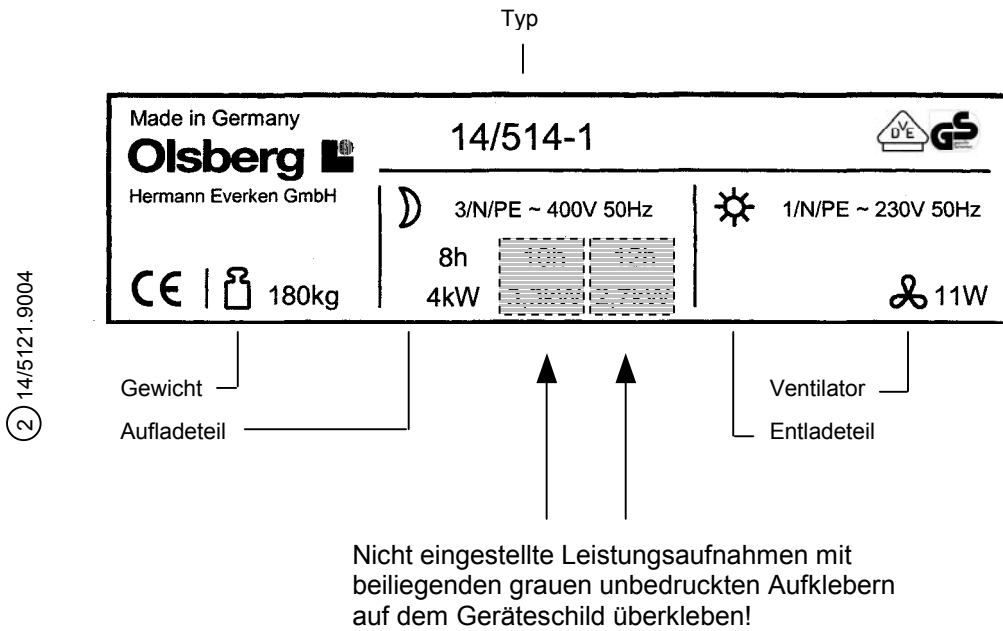 Typ
Made in Germany
Olsberg
Hermann Everken GmbH
14/514-1
DVE
GS
3/N/PE ~ 400V 50Hz
8h
4kW
1/N/PE ~ 230V 50Hz
11W
CE
180kg
Gewicht
Aufladeteil
Ventilator
Entladeteil
2 14/5121.9004
Nicht eingestellte Leistungsaufnahmen mit
beiliegenden grauen unbedruckten Aufklebern
auf dem Geräteschild überkleben!